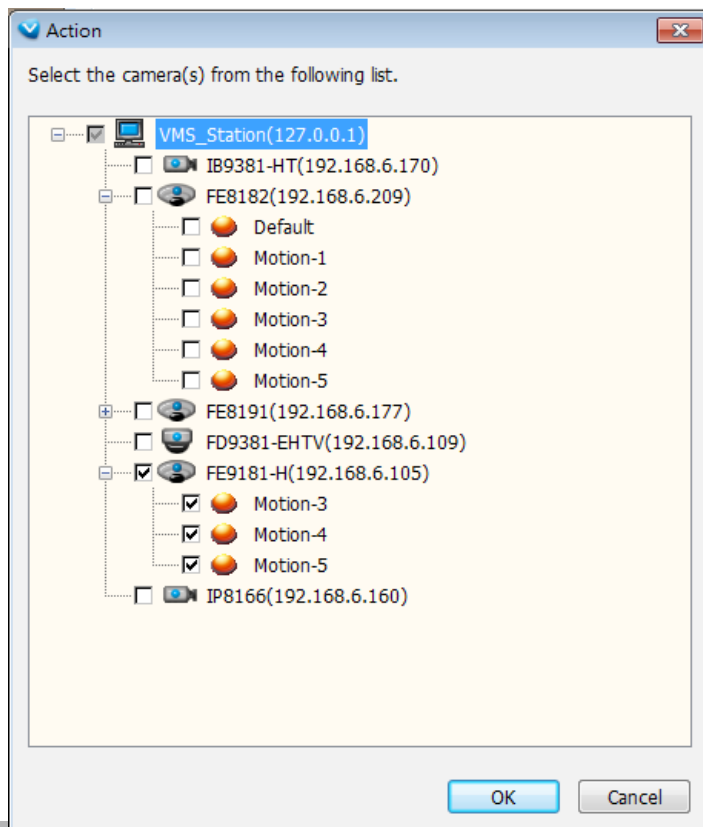 Action
Select the camera(s) from the following list.
VMS_Station(127.0.0.1)
IB9381-HT(192.168.6.170)
FE8182(192.168.6.209)
Default
Motion-1
Motion-2
Motion-3
Motion-4
Motion-5
FE8191(192.168.6.177)
FD9381-EHTV(192.168.6.109)
FE9181-H(192.168.6.105)
Motion-3
Motion-4
Motion-5
IP8166(192.168.6.160)
OK Cancel